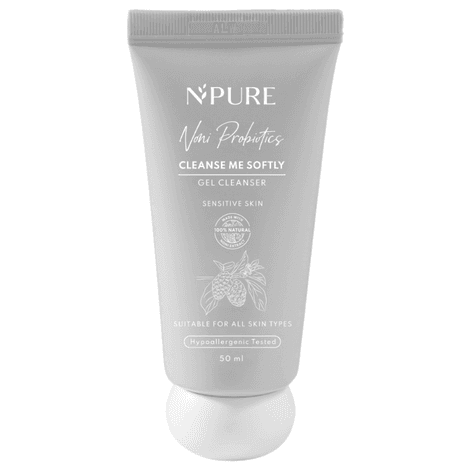 NPURE
Noni Probiotics
CLEANSE ME SOFTLY
GEL CLEANSER
SENSITIVE SKIN
100% NATURAL
SUITABLE FOR ALL SKIN TYPES
Hypoallergenic Tested
50 ml